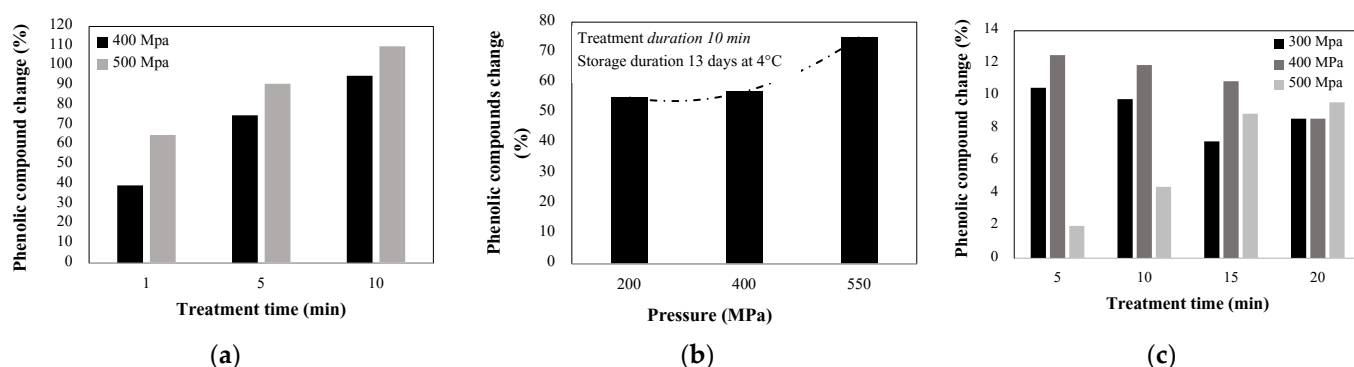 Phenolic compound change (%)
120
110
100
90
80
70
60
50
40
30
20
10
0
400 Mpa
500 Mpa
1
5
10
Treatment time (min)
(a)
Phenolic compounds change
(%)
80
70
60
50
40
30
20
10
0
Treatment duration 10 min
Storage duration 13 days at 4°C
200
400
550
Pressure (MPa)
(b)
Phenolic compound change (%)
14
12
10
8
6
4
2
0
300 Mpa
400 MPa
500 Mpa
5
10
15
20
Treatment time (min)
(c)